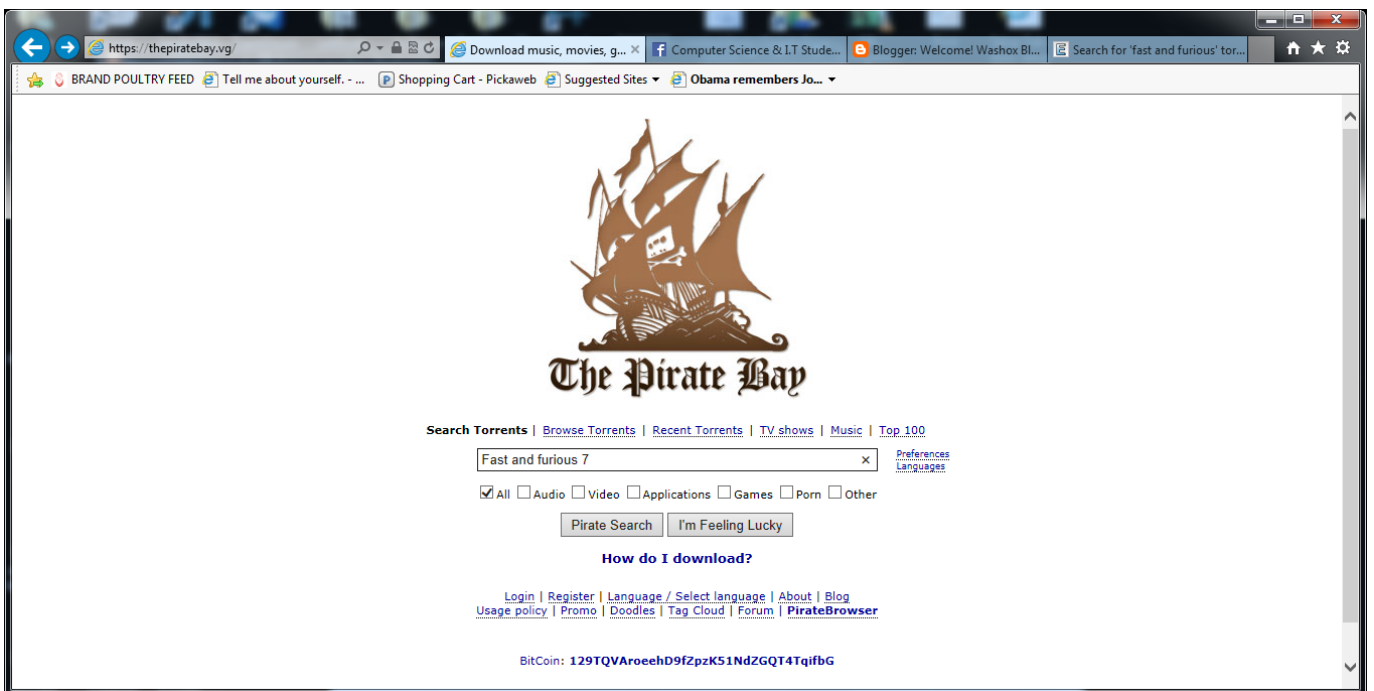 https://thepiratebay.vg/
Download music, movies, g...
Computer Science & I.T Stude...
Blogger: Welcome! Washox Bl...
Search for 'fast and furious' tor...
BRAND POULTRY FEED
Tell me about yourself. - ...
Shopping Cart - Pickaweb
Suggested Sites
Obama remembers Jo...
The Pirate Bay
Search Torrents | Browse Torrents | Recent Torrents | TV shows | Music | Top 100
Fast and furious 7
Preferences
Languages
All Audio Video Applications Games Porn Other
Pirate Search I'm Feeling Lucky
How do I download?
Login | Register | Language / Select language | About | Blog
Usage policy | Promo | Doodles | Tag Cloud | Forum | PirateBrowser
BitCoin: 129TQVAroeehD9fZpzK51NdZGQT4TqifbG